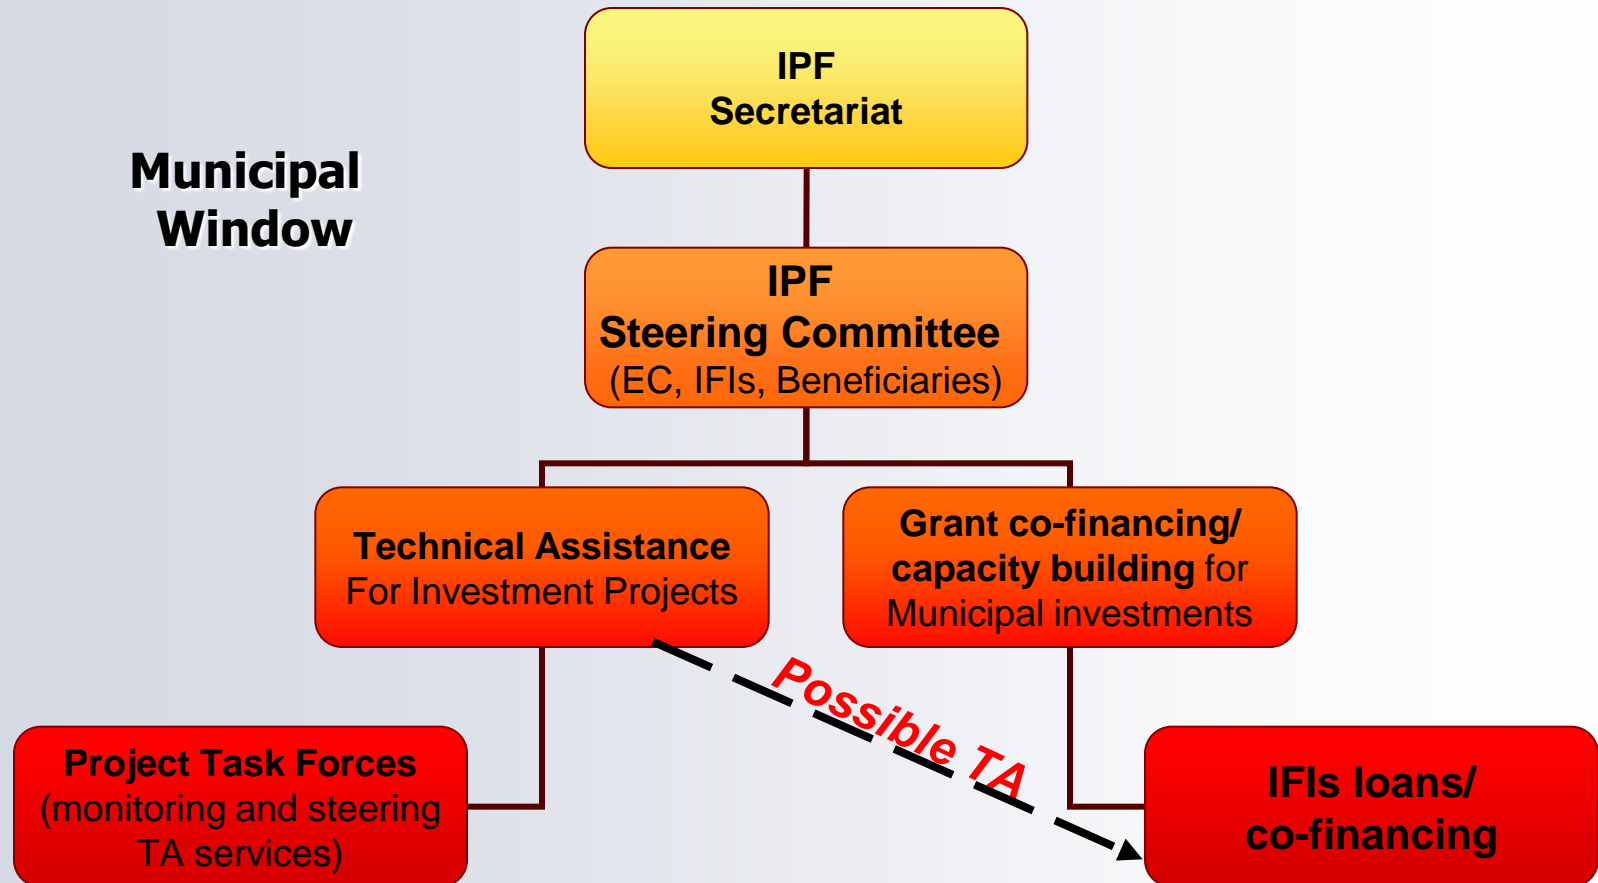 IPF
Secretariat
Municipal
Window
IPF
Steering Committee
(EC, IFIs, Beneficiaries)
Technical Assistance
For Investment Projects
Grant co-financing/
capacity building for
Municipal investments
Possible TA
Project Task Forces
(monitoring and steering
TA services)
IFIs loans/
co-financing